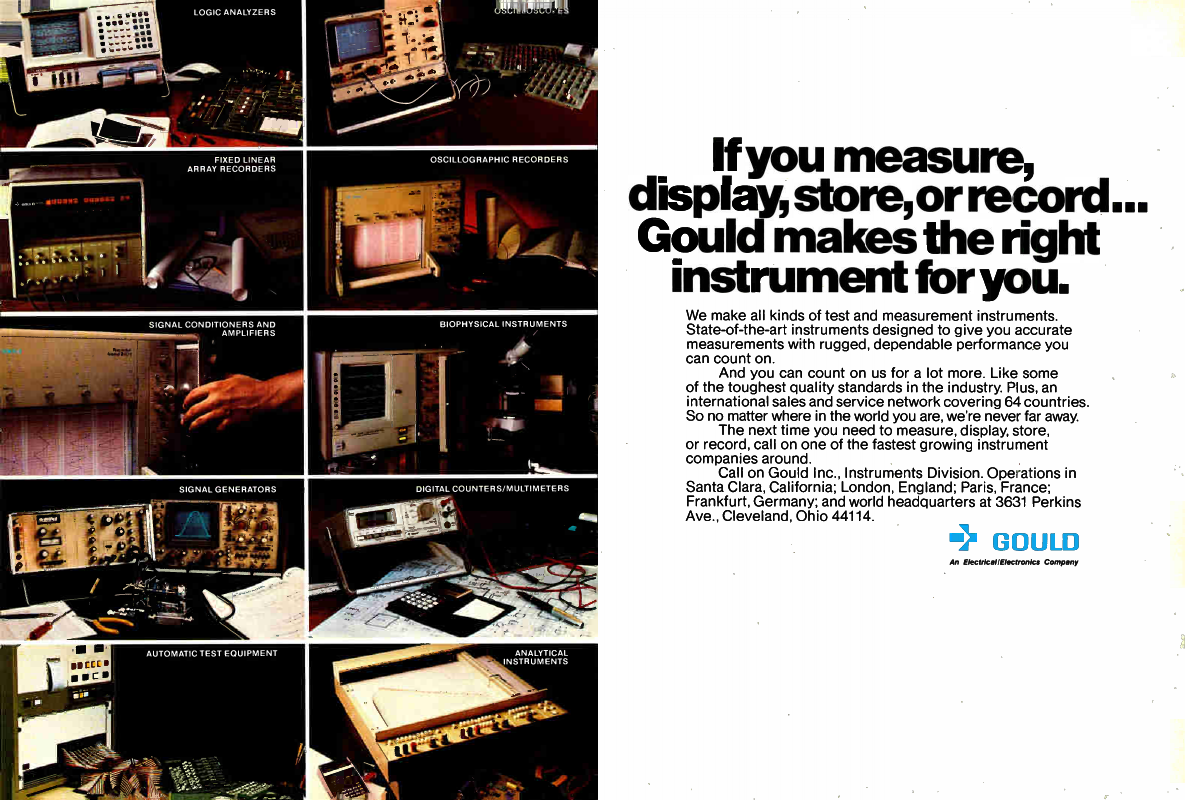 LOGIC ANALYZERS
OSCILLOSCOPES
FIXED LINEAR
ARRAY RECORDERS
OSCILLOGRAPHIC RECORDERS
SIGNAL CONDITIONERS AND
AMPLIFIERS
BIOPHYSICAL INSTRUMENTS
SIGNAL GENERATORS
DIGITAL COUNTERS/MULTIMETERS
AUTOMATIC TEST EQUIPMENT
ANALYTICAL
INSTRUMENTS
If you measure,
display, store, or record...
Gould makes the right
instrument for you.
We make all kinds of test and measurement instruments.
State-of-the-art instruments designed to give you accurate
measurements with rugged, dependable performance you
can count on.
And you can count on us for a lot more. Like some
of the toughest quality standards in the industry. Plus, an
international sales and service network covering 64 countries.
So no matter where in the world you are, we're never far away.
The next time you need to measure, display, store,
or record, call on one of the fastest growing instrument
companies around.
Call on Gould Inc., Instruments Division. Operations in
Santa Clara, California; London, England; Paris, France;
Frankfurt, Germany; and world headquarters at 3631 Perkins
Ave., Cleveland, Ohio 44114.
GOULD
An Electrical/Electronics Company